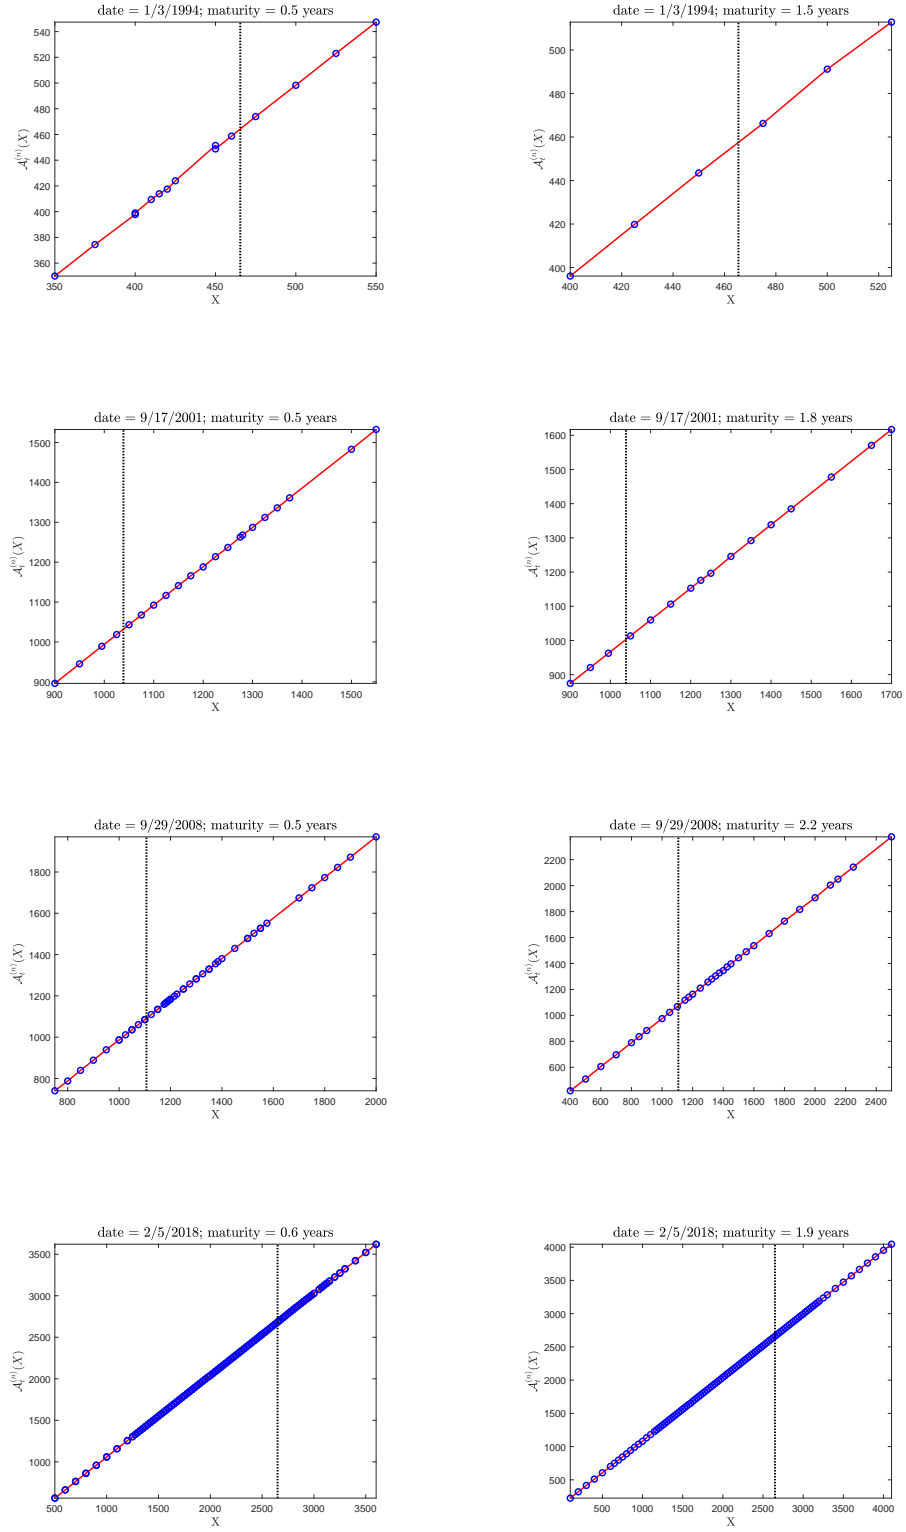 date = 1/3/1994; maturity = 0.5 years
540
520
500
480
460
440
420
400
380
360
𝒜ₜ⁽ⁿ⁾(X)
350 400 450 500 550
X
date = 1/3/1994; maturity = 1.5 years
500
480
460
440
420
400
𝒜ₜ⁽ⁿ⁾(X)
400 420 440 460 480 500 520
X
date = 9/17/2001; maturity = 0.5 years
1500
1400
1300
1200
1100
1000
900
𝒜ₜ⁽ⁿ⁾(X)
900 1000 1100 1200 1300 1400 1500
X
date = 9/17/2001; maturity = 1.8 years
1600
1500
1400
1300
1200
1100
1000
900
𝒜ₜ⁽ⁿ⁾(X)
900 1000 1100 1200 1300 1400 1500 1600 1700
X
date = 9/29/2008; maturity = 0.5 years
1800
1600
1400
1200
1000
800
𝒜ₜ⁽ⁿ⁾(X)
800 1000 1200 1400 1600 1800 2000
X
date = 9/29/2008; maturity = 2.2 years
2200
2000
1800
1600
1400
1200
1000
800
600
𝒜ₜ⁽ⁿ⁾(X)
400 600 800 1000 1200 1400 1600 1800 2000 2200 2400
X
date = 2/5/2018; maturity = 0.6 years
3500
3000
2500
2000
1500
1000
𝒜ₜ⁽ⁿ⁾(X)
500 1000 1500 2000 2500 3000 3500
X
date = 2/5/2018; maturity = 1.9 years
4000
3500
3000
2500
2000
1500
1000
500
𝒜ₜ⁽ⁿ⁾(X)
500 1000 1500 2000 2500 3000 3500 4000
X